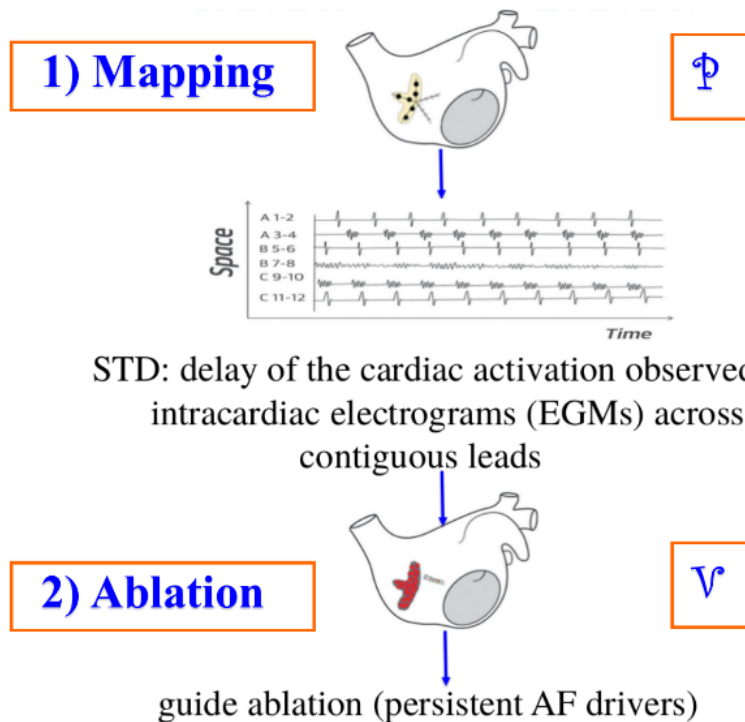 1) Mapping
P
A 1-2
A 3-4
B 5-6
B 7-8
C 9-10
C 11-12
Space
Time
STD: delay of the cardiac activation observed
intracardiac electrograms (EGMs) across
contiguous leads
2) Ablation
V
guide ablation (persistent AF drivers)